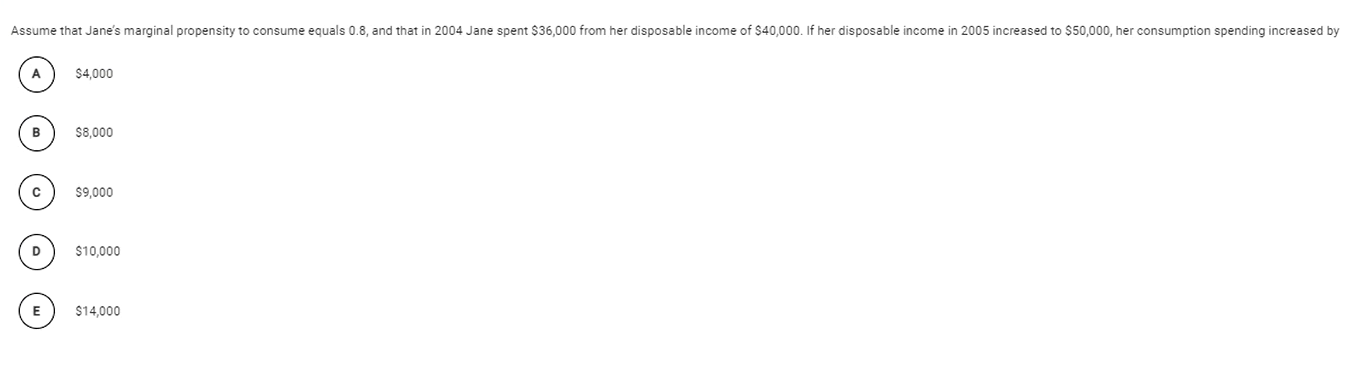 Assume that Jane's marginal propensity to consume equals 0.8, and that in 2004 Jane spent $36,000 from her disposable income of $40,000. If her disposable income in 2005 increased to $50,000, her consumption spending increased by
A $4,000
B $8,000
C $9,000
D $10,000
E $14,000